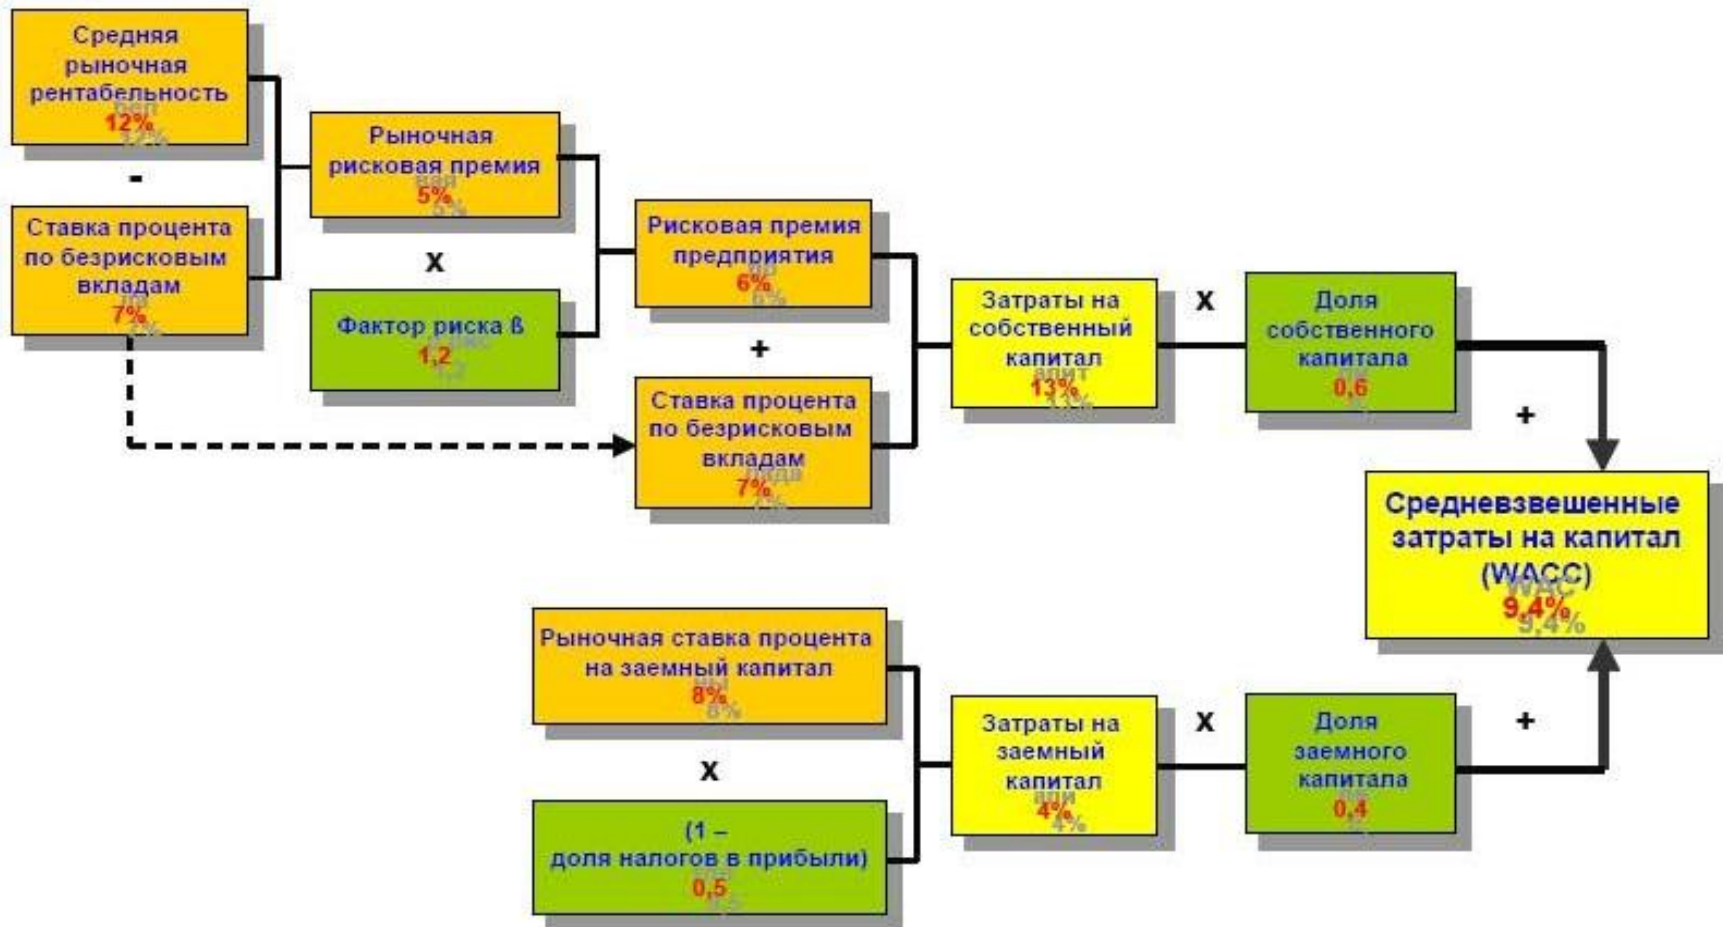 Средняя
рыночная
рентабельность
12%
-
Ставка процента
по безрисковым
вкладам
7%
Рыночная
рисковая премия
5%
x
Фактор риска ß
1,2
Рисковая премия
предприятия
6%
+
Ставка процента
по безрисковым
вкладам
7%
Затраты на
собственный
капитал
13%
x
Доля
собственного
капитала
0,6
+
Средневзвешенные
затраты на капитал
(WACC)
9,4%
Рыночная ставка процента
на заемный капитал
8%
x
(1 –
доля налогов в прибыли)
0,5
Затраты на
заемный
капитал
4%
x
Доля
заемного
капитала
0,4
+